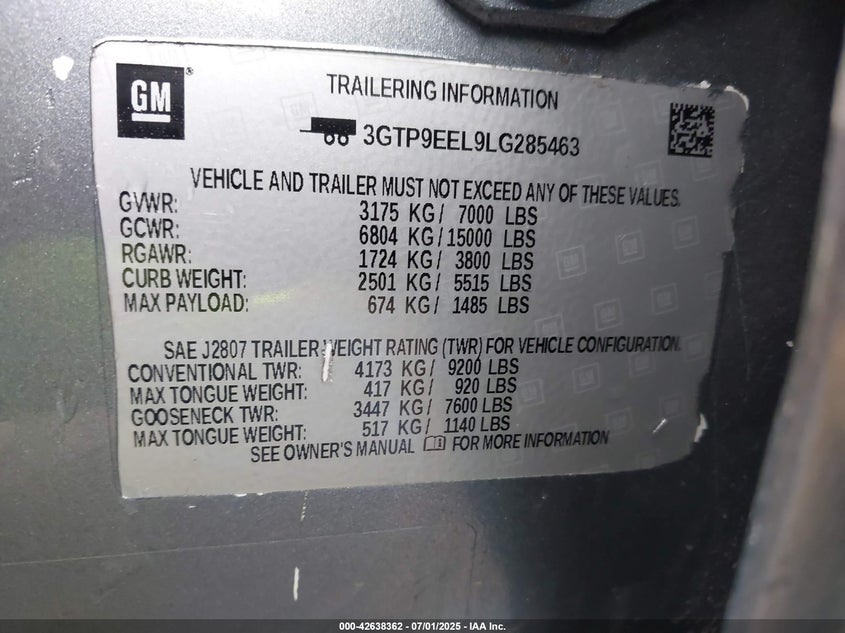 GM
TRAILERING INFORMATION
3GTP9EEL9LG285463
VEHICLE AND TRAILER MUST NOT EXCEED ANY OF THESE VALUES.
GVWR: 3175 KG/ 7000 LBS
GCWR: 6804 KG/15000 LBS
RGAWR: 1724 KG/ 3800 LBS
CURB WEIGHT: 2501 KG/ 5515 LBS
MAX PAYLOAD: 674 KG/ 1485 LBS
SAE J2807 TRAILER WEIGHT RATING (TWR) FOR VEHICLE CONFIGURATION.
CONVENTIONAL TWR: 4173 KG/ 9200 LBS
MAX TONGUE WEIGHT: 417 KG/ 920 LBS
GOOSENECK TWR: 3447 KG/ 7600 LBS
MAX TONGUE WEIGHT: 517 KG/ 1140 LBS
SEE OWNER'S MANUAL FOR MORE INFORMATION
000-42638362 - 07/01/2025 - IAA Inc.